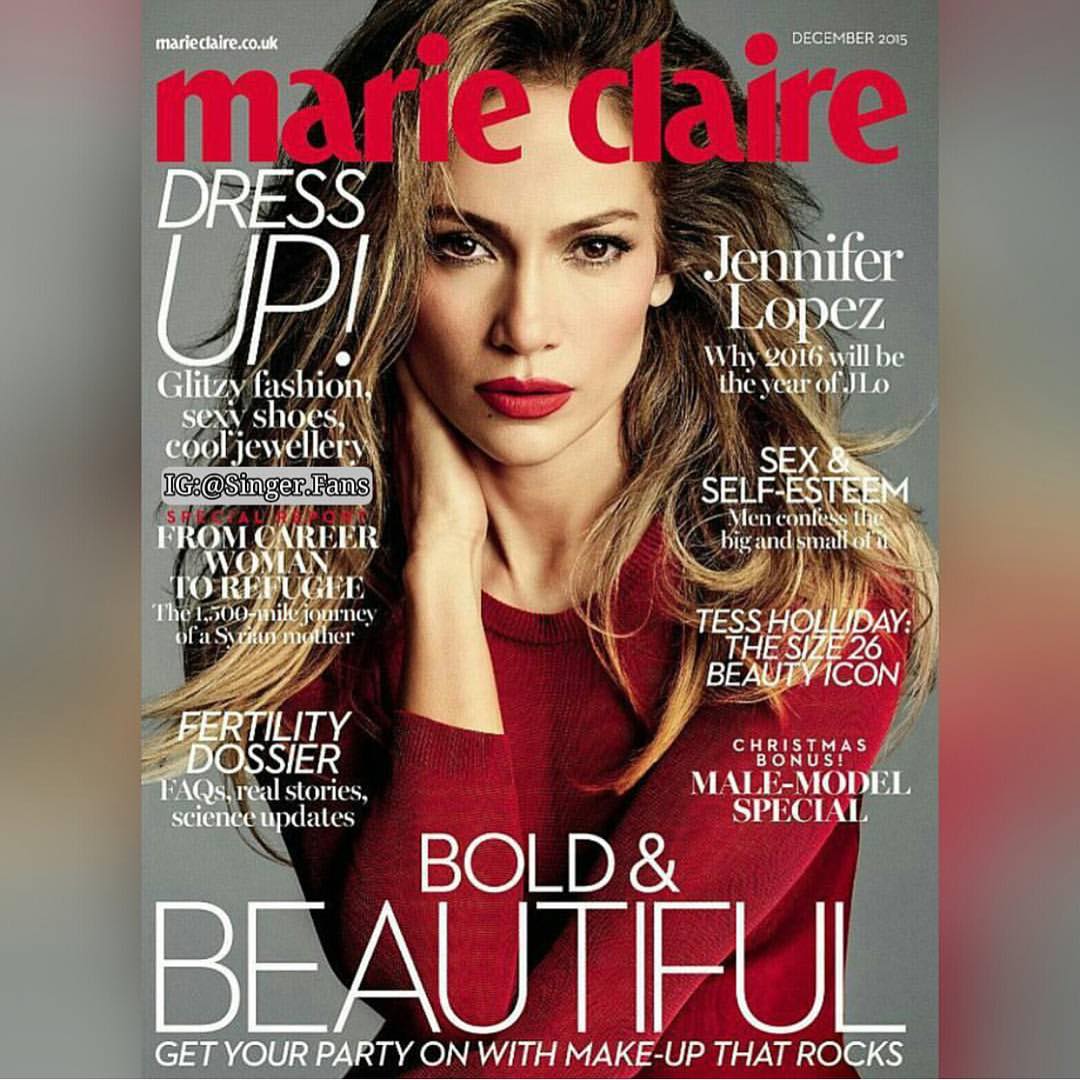 marieclaire.co.uk
DECEMBER 2015
marie claire
DRESS
UP!
Glitzy fashion,
sexy shoes,
cool jewellery
IG:@Singer.Fans
SPECIAL REPORT
FROM CAREER
WOMAN
TO REFUGEE
The 1,500-mile journey
of a Syrian mother
FERTILITY
DOSSIER
FAQs, real stories,
science updates
Jennifer
Lopez
Why 2016 will be
the year of JLo
SEX &
SELF-ESTEEM
Men confess the
big and small of it
TESS HOLLIDAY:
THE SIZE 26
BEAUTY ICON
CHRISTMAS
BONUS!
MALE-MODEL
SPECIAL
BOLD &
BEAUTIFUL
GET YOUR PARTY ON WITH MAKE-UP THAT ROCKS